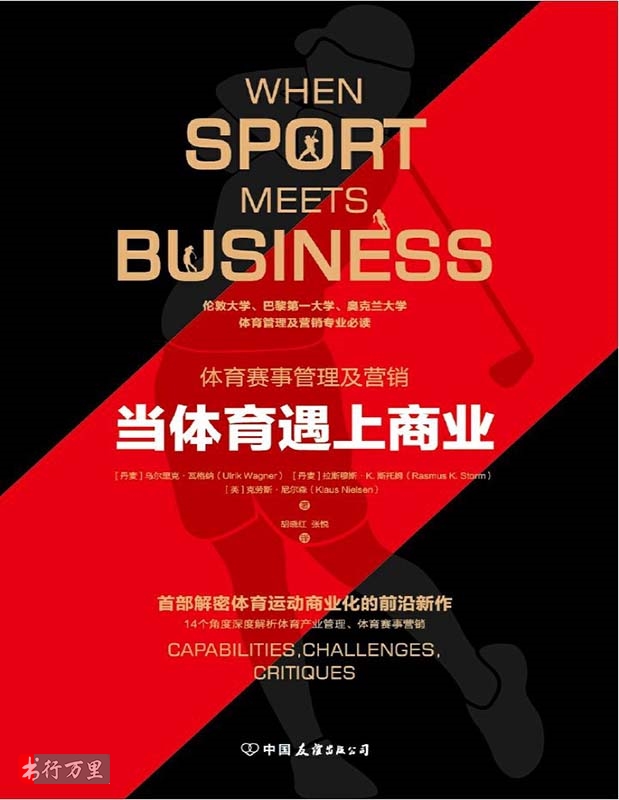 WHEN
SPORT
MEETS
BUSINESS
伦敦大学、巴黎第一大学、奥克兰大学
体育管理及营销专业必读
体育赛事管理及营销
当体育遇上商业
[丹麦]乌尔里克·瓦格纳(Ulrik Wagner) [丹麦]拉斯穆斯·K.斯托姆(Rasmus K. Storm)
[英]克劳斯·尼尔森(Klaus Nielsen)
著
胡晓红 张悦
译
首部解密体育运动商业化的前沿新作
14个角度深度解析体育产业管理、体育赛事营销
CAPABILITIES,CHALLENGES,
CRITIQUES
中国友谊出版公司
书行万里